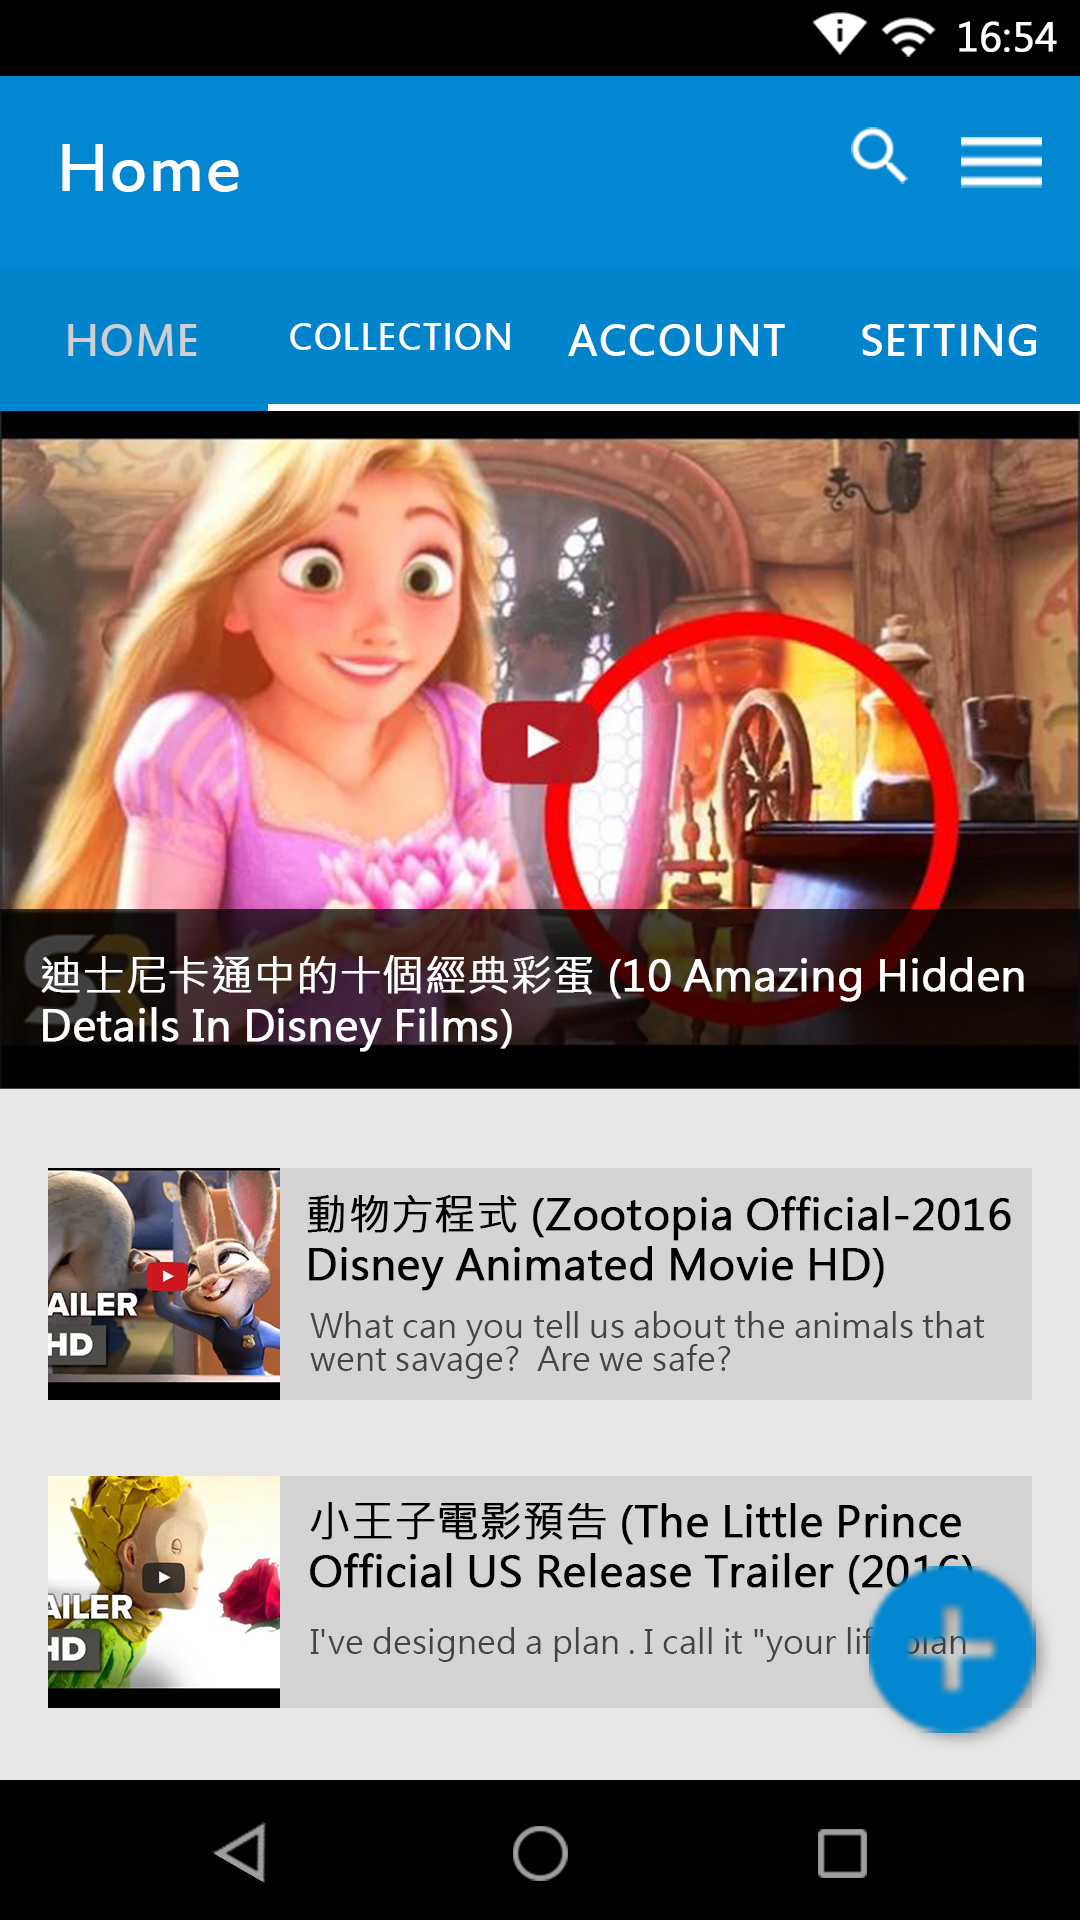 16:54
Home
HOME COLLECTION ACCOUNT SETTING
迪士尼卡通中的十個經典彩蛋 (10 Amazing Hidden
Details In Disney Films)
SR
動物方程式 (Zootopia Official-2016
Disney Animated Movie HD)
What can you tell us about the animals that
went savage? Are we safe?
AILER
HD
小王子電影預告 (The Little Prince
Official US Release Trailer (2016)
I've designed a plan . I call it "your life plan"
AILER
HD